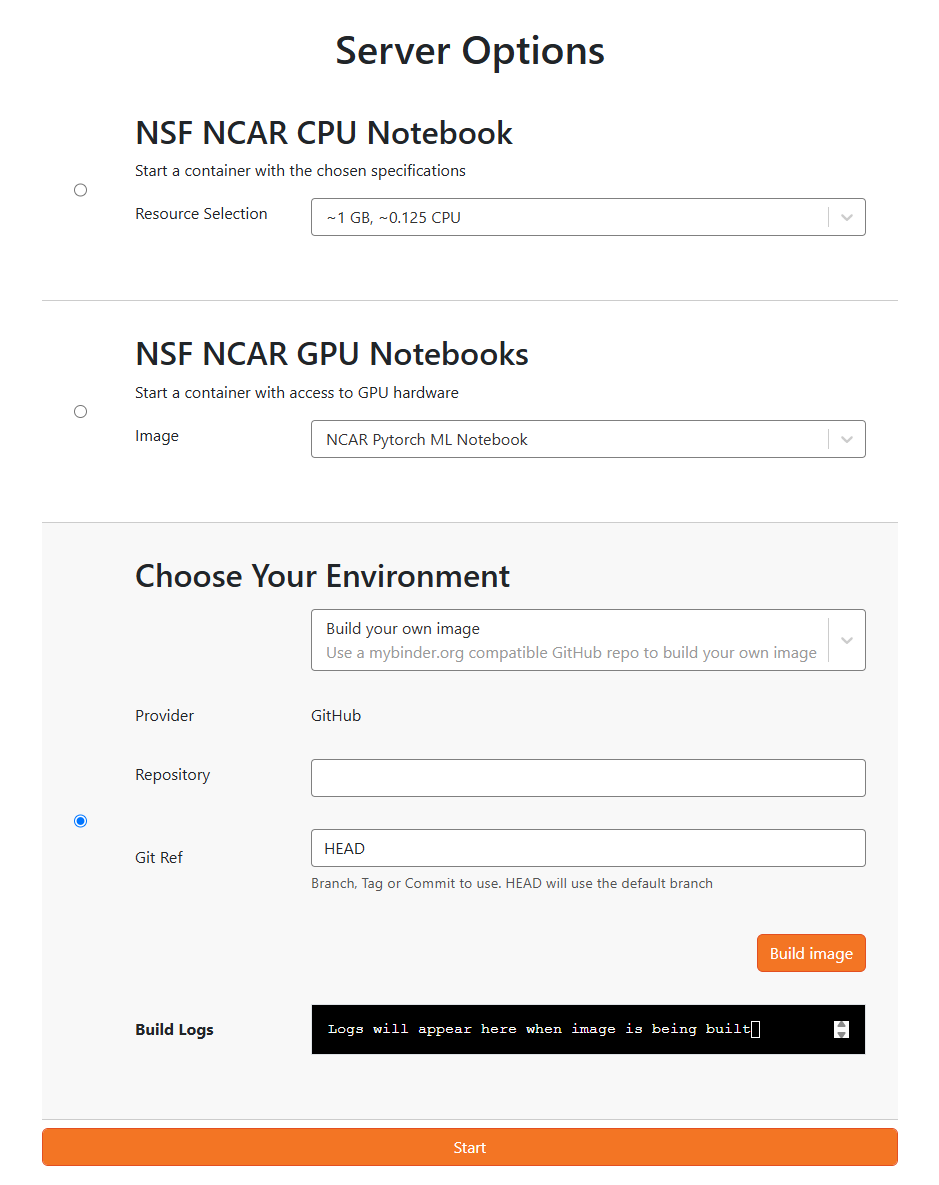 Server Options
NSF NCAR CPU Notebook
Start a container with the chosen specifications
Resource Selection
~1 GB, ~0.125 CPU
NSF NCAR GPU Notebooks
Start a container with access to GPU hardware
Image
NCAR Pytorch ML Notebook
Choose Your Environment
Build your own image
Use a mybinder.org compatible GitHub repo to build your own image
Provider
GitHub
Repository
Git Ref
HEAD
Branch, Tag or Commit to use. HEAD will use the default branch
Build image
Build Logs
Logs will appear here when image is being built
Start